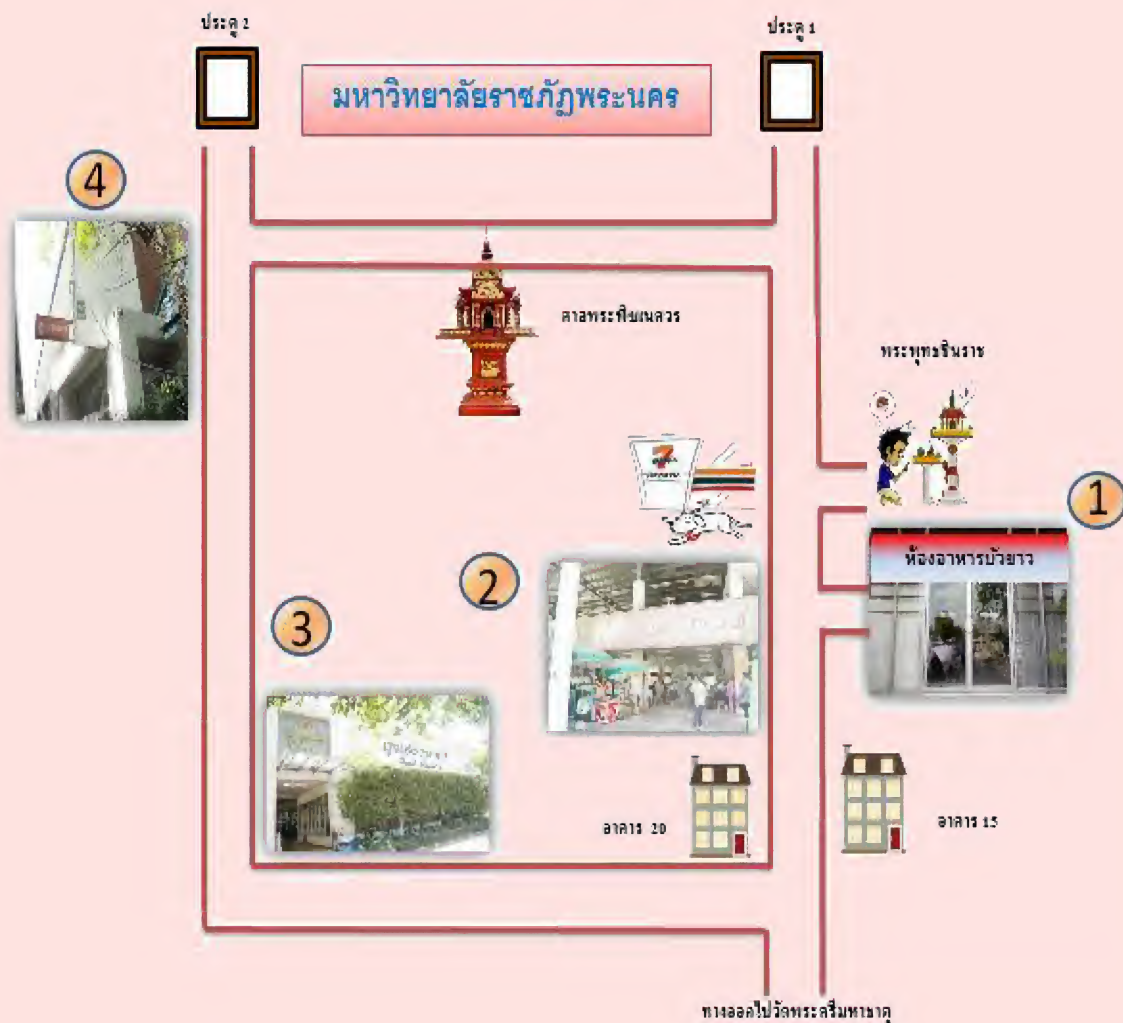 ประตู 2
ประตู 1
มหาวิทยาลัยราชภัฏพระนคร
4
ศาลพระพิฆเนศวร
พระพุทธชินราช
7
1
ห้องอาหารบัวขาว
2
3
อาคาร 20
อาคาร 15
ทางออกไปวัดพระศรีมหาธาตุ